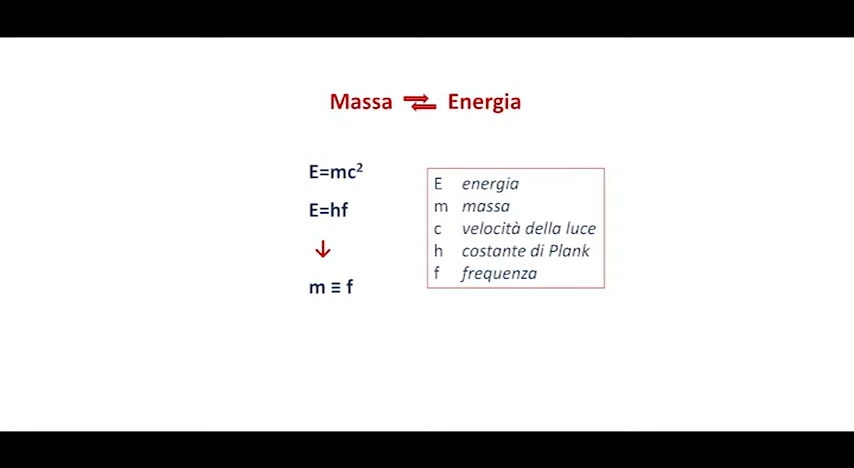 Massa ⇌ Energia
E=mc²
E=hf
↓
m ≡ f
E energia
m massa
c velocità della luce
h costante di Plank
f frequenza